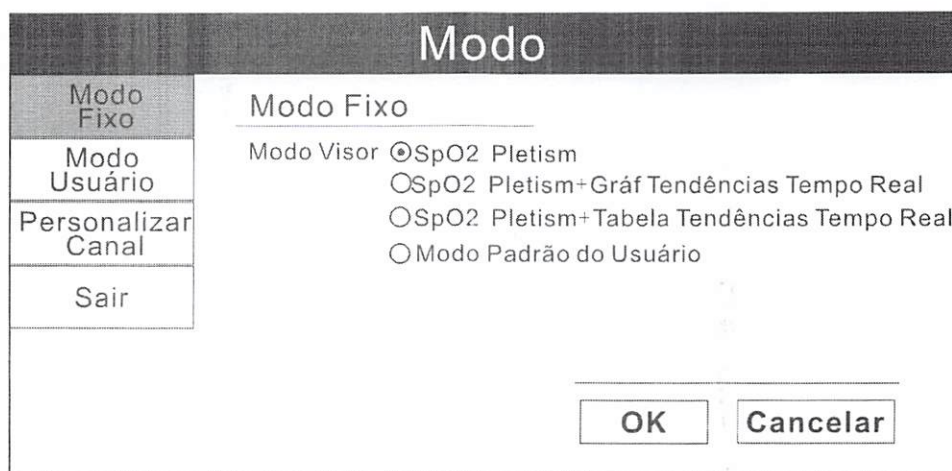 Modo
Modo
Fixo
Modo
Usuário
Personalizar
Canal
Sair
Modo Fixo
Modo Visor SpO2 Pletism
SpO2 Pletism+Gráf Tendências Tempo Real
SpO2 Pletism+Tabela Tendências Tempo Real
Modo Padrão do Usuário
OK Cancelar